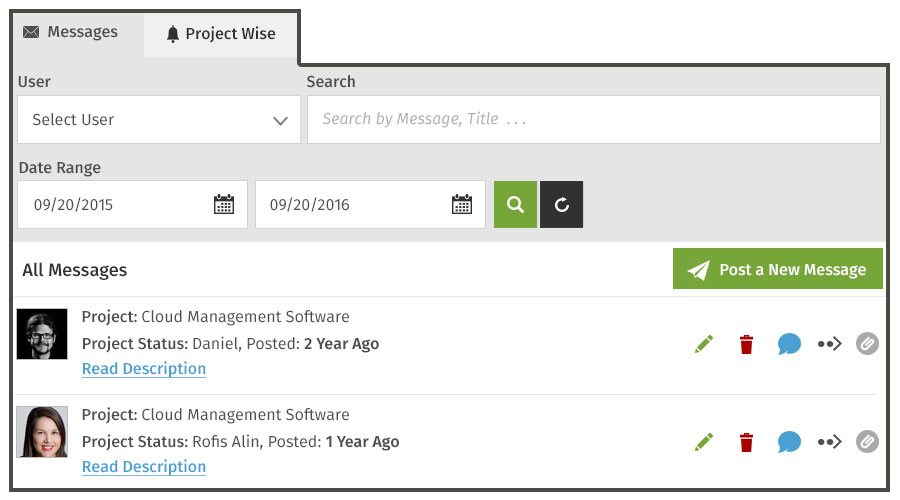 Messages
Project Wise
User
Search
Select User
Search by Message, Title . . .
Date Range
09/20/2015
09/20/2016
All Messages
Post a New Message
Project: Cloud Management Software
Project Status: Daniel, Posted: 2 Year Ago
Read Description
Project: Cloud Management Software
Project Status: Rofis Alin, Posted: 1 Year Ago
Read Description